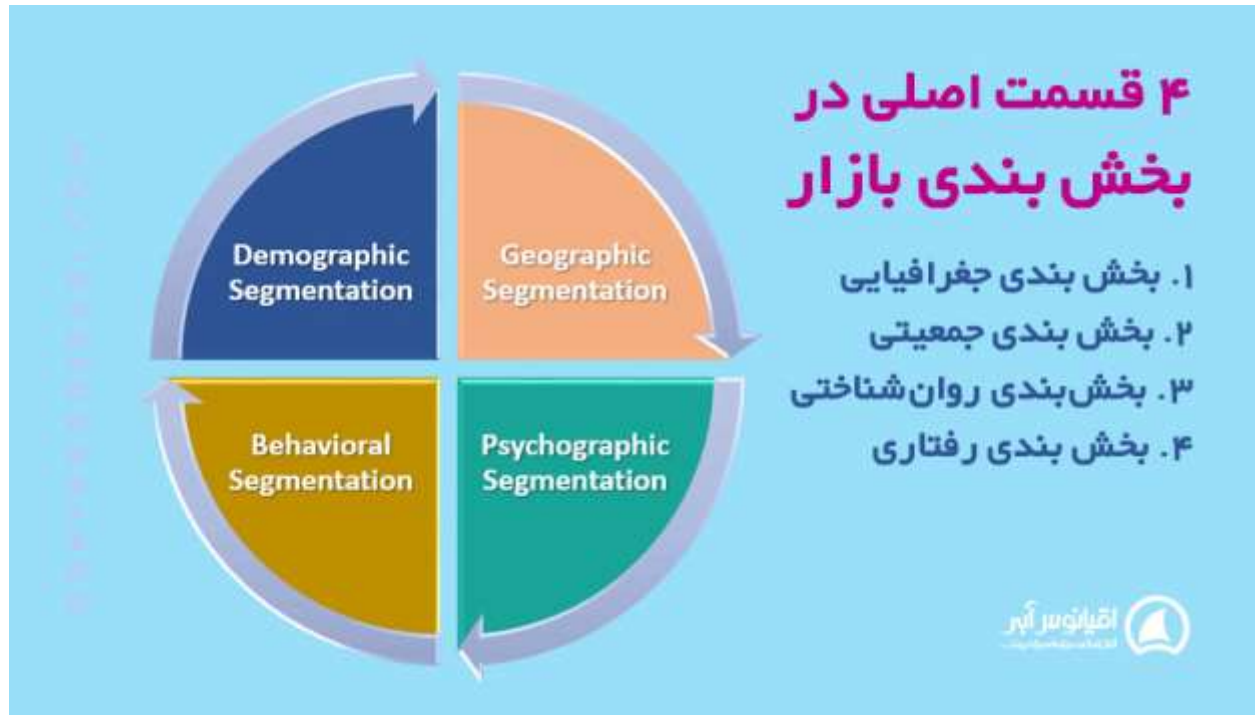 ۴ قسمت اصلی در
بخش بندی بازار
۱. بخش بندی جغرافیایی
۲. بخش بندی جمعیتی
۳. بخش‌بندی روان‌شناختی
۴. بخش بندی رفتاری
Demographic
Segmentation
Geographic
Segmentation
Behavioral
Segmentation
Psychographic
Segmentation
اقیانوس آبی